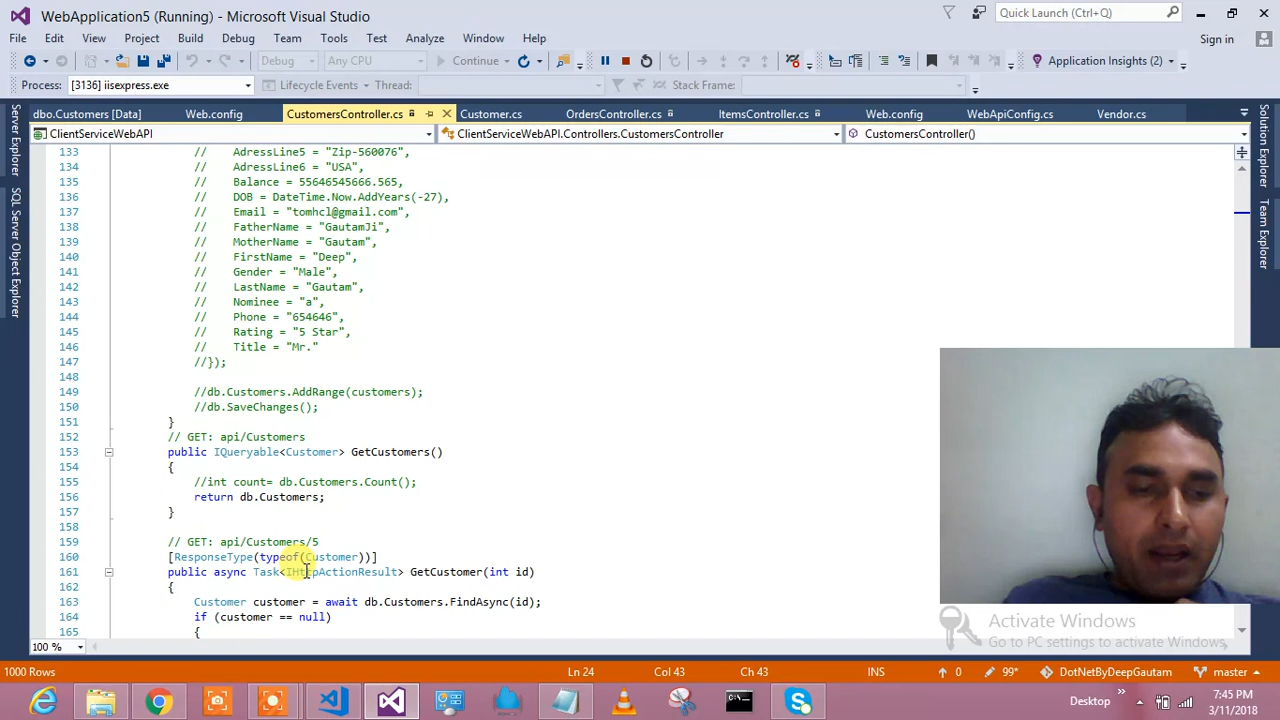 WebApplication5 (Running) - Microsoft Visual Studio
Quick Launch (Ctrl+Q)
File Edit View Project Build Debug Team Tools Test Analyze Window Help
Sign in
Debug Any CPU Continue Application Insights (2)
Process: [3136] iisexpress.exe Lifecycle Events Thread: Stack Frame:
dbo.Customers [Data] Web.config CustomersController.cs Customer.cs OrdersController.cs ItemsController.cs Web.config WebApiConfig.cs Vendor.cs
ClientServiceWebAPI ClientServiceWebAPI.Controllers.CustomersController CustomersController()
Server Explorer
SQL Server Object Explorer
Solution Explorer
Team Explorer
133 // AdressLine5 = "Zip-560076",
134 // AdressLine6 = "USA",
135 // Balance = 55646545666.565,
136 // DOB = DateTime.Now.AddYears(-27),
137 // Email = "tomhcl@gmail.com",
138 // FatherName = "GautamJi",
139 // MotherName = "Gautam",
140 // FirstName = "Deep",
141 // Gender = "Male",
142 // LastName = "Gautam",
143 // Nominee = "a",
144 // Phone = "654646",
145 // Rating = "5 Star",
146 // Title = "Mr."
147 //});
148
149 //db.Customers.AddRange(customers);
150 //db.SaveChanges();
151 }
152 // GET: api/Customers
153 public IQueryable<Customer> GetCustomers()
154 {
155 //int count= db.Customers.Count();
156 return db.Customers;
157 }
158
159 // GET: api/Customers/5
160 [ResponseType(typeof(Customer))]
161 public async Task<IHttpActionResult> GetCustomer(int id)
162 {
163 Customer customer = await db.Customers.FindAsync(id);
164 if (customer == null)
165 {
Activate Windows
Go to PC settings to activate Windows.
100 %
1000 Rows Ln 24 Col 43 Ch 43 INS 0 99* DotNetByDeepGautam master
Desktop
7:45 PM
3/11/2018